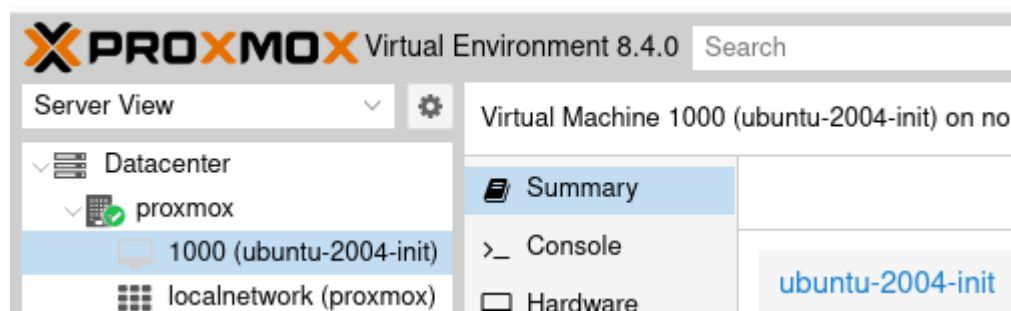 PROXMOX Virtual Environment 8.4.0 Search
Server View
Virtual Machine 1000 (ubuntu-2004-init) on no
Datacenter
proxmox
1000 (ubuntu-2004-init)
localnetwork (proxmox)
Summary
>_ Console
Hardware
ubuntu-2004-init